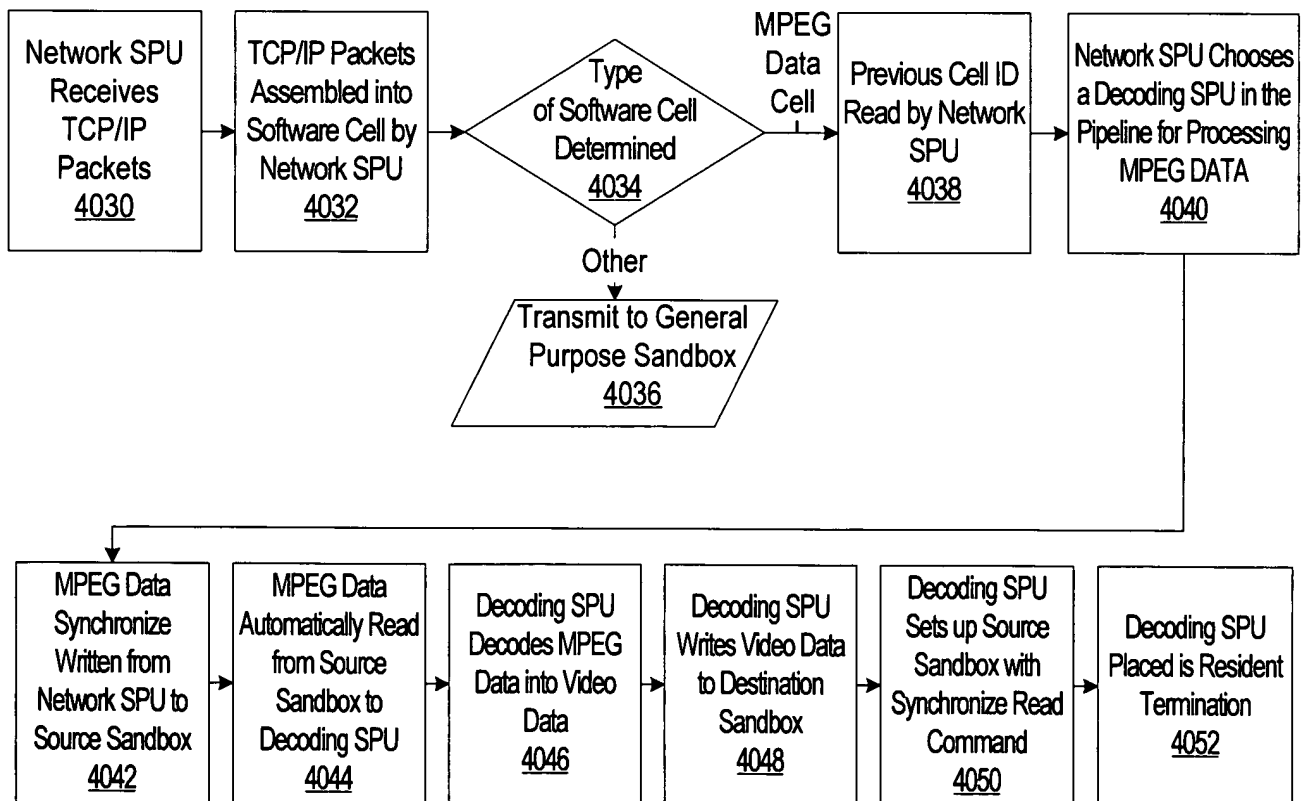 Network SPU
Receives
TCP/IP
Packets
4030
TCP/IP Packets
Assembled into
Software Cell by
Network SPU
4032
Type
of Software Cell
Determined
4034
MPEG
Data
Cell
Previous Cell ID
Read by Network
SPU
4038
Network SPU Chooses
a Decoding SPU in the
Pipeline for Processing
MPEG DATA
4040
Other
Transmit to General
Purpose Sandbox
4036
MPEG Data
Synchronize
Written from
Network SPU to
Source Sandbox
4042
MPEG Data
Automatically Read
from Source
Sandbox to
Decoding SPU
4044
Decoding SPU
Decodes MPEG
Data into Video
Data
4046
Decoding SPU
Writes Video Data
to Destination
Sandbox
4048
Decoding SPU
Sets up Source
Sandbox with
Synchronize Read
Command
4050
Decoding SPU
Placed is Resident
Termination
4052